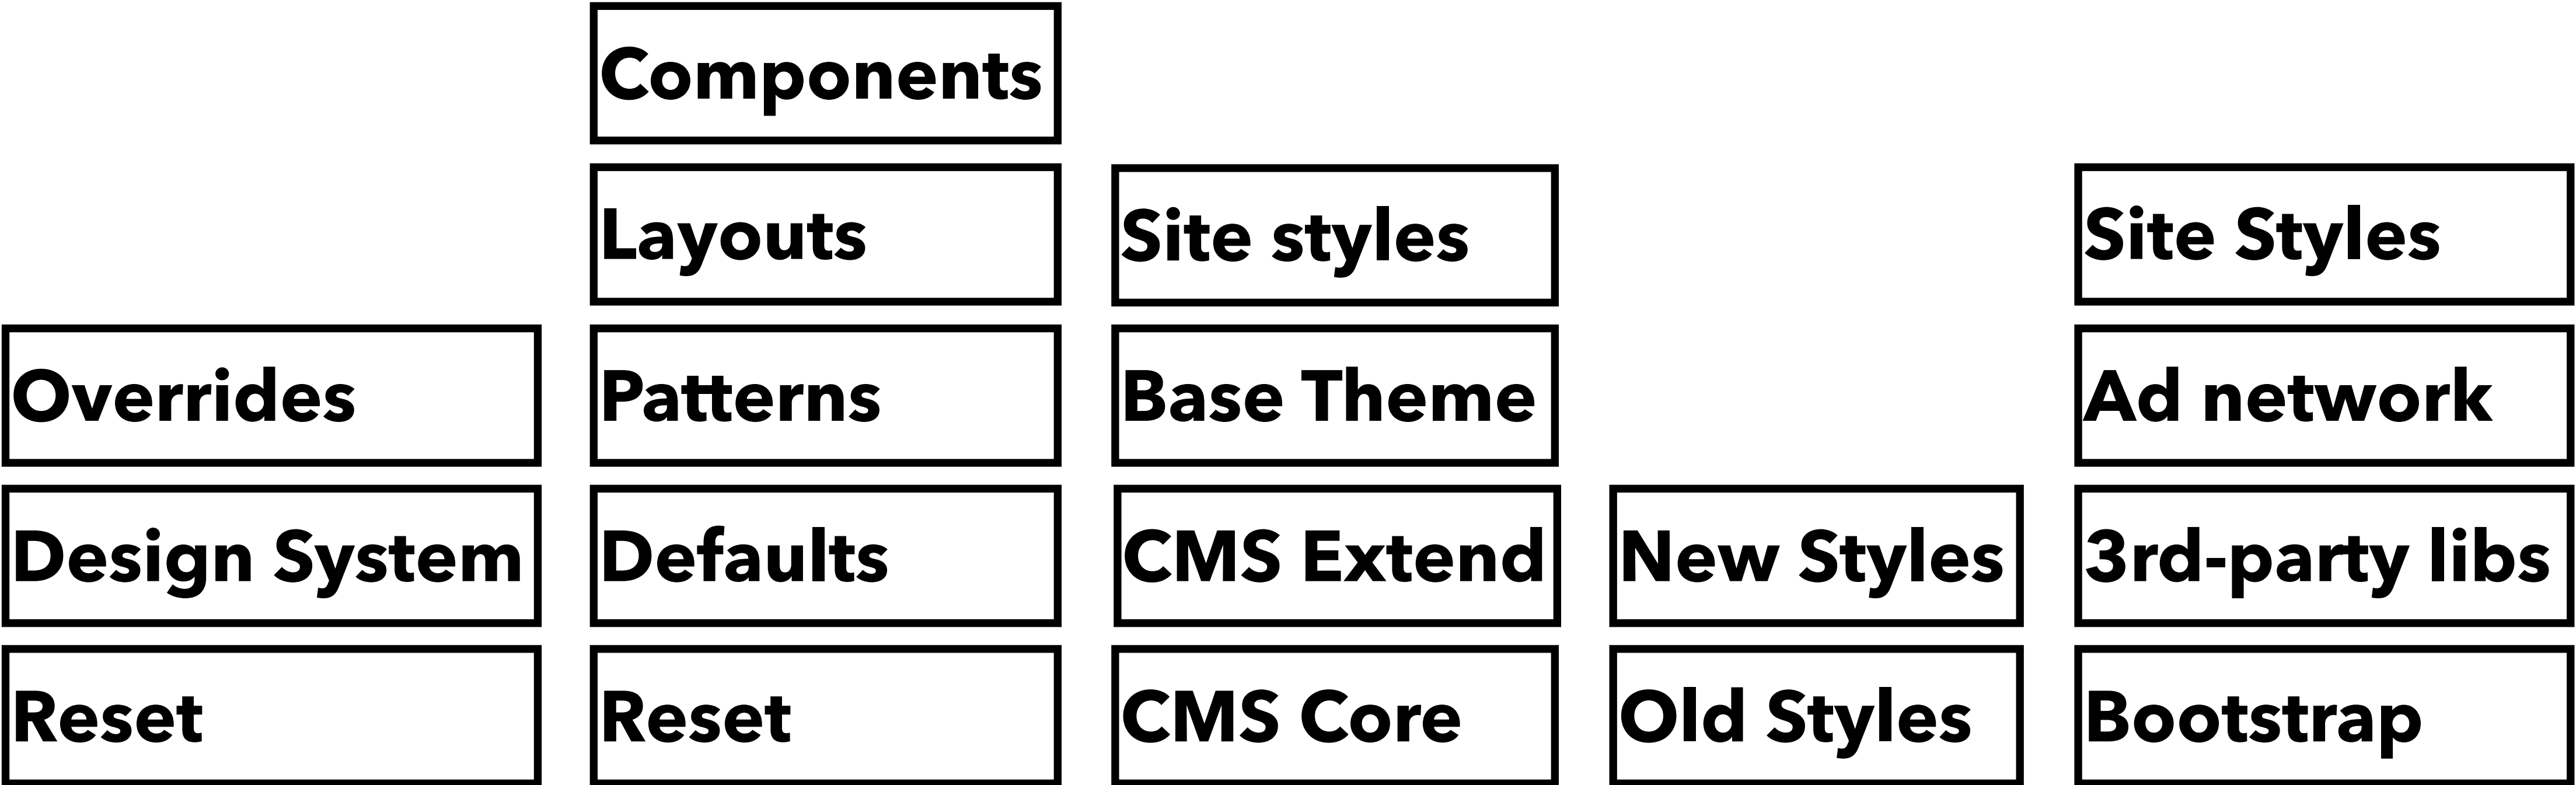 Overrides
Design System
Reset
Components
Layouts
Patterns
Defaults
Reset
Site styles
Base Theme
CMS Extend
CMS Core
New Styles
Old Styles
Site Styles
Ad network
3rd-party libs
Bootstrap